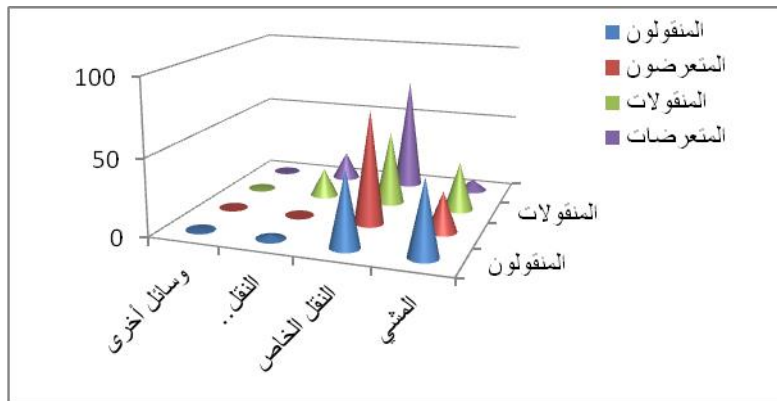 المنقولون
المتعرضون
المنقولات
المتعرضات
100
50
0
المنقولات
المنقولون
وسائل أخرى
النقل..
النقل الخاص
المشي